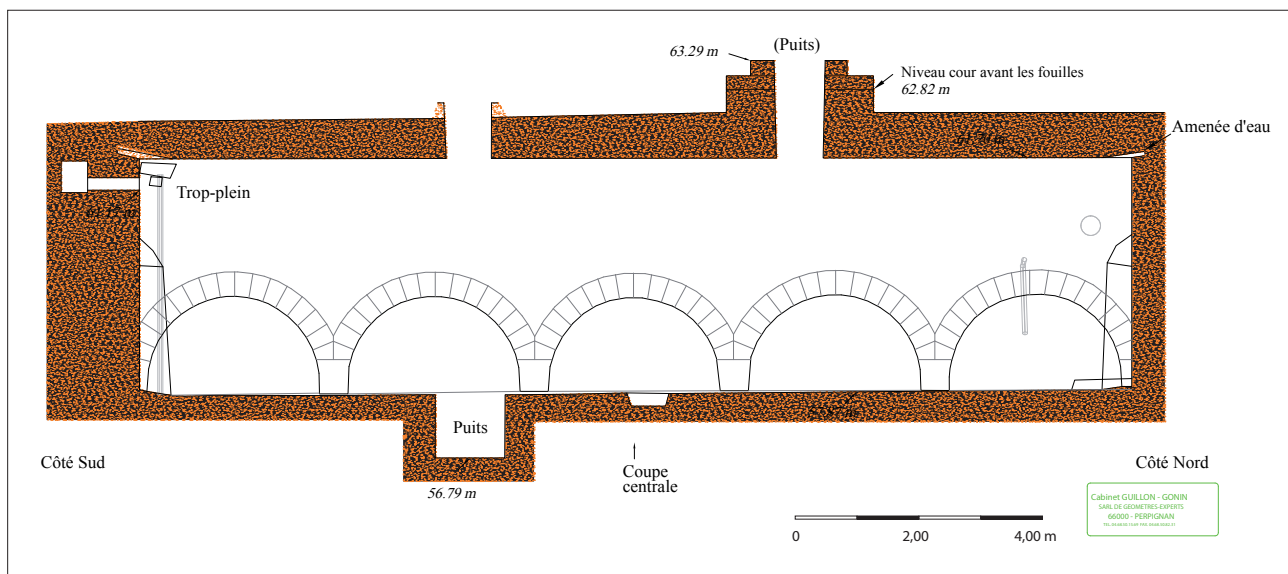 (Puits)
63.29 m
Niveau cour avant les fouilles
62.82 m
Amenée d'eau
Trop-plein
Puits
Côté Sud
Coupe
centrale
Côté Nord
56.79 m
Cabinet GUILLON - GONIN
SARL DE GEOMETRES-EXPERTS
66000 - PERPIGNAN
0 2,00 4,00 m